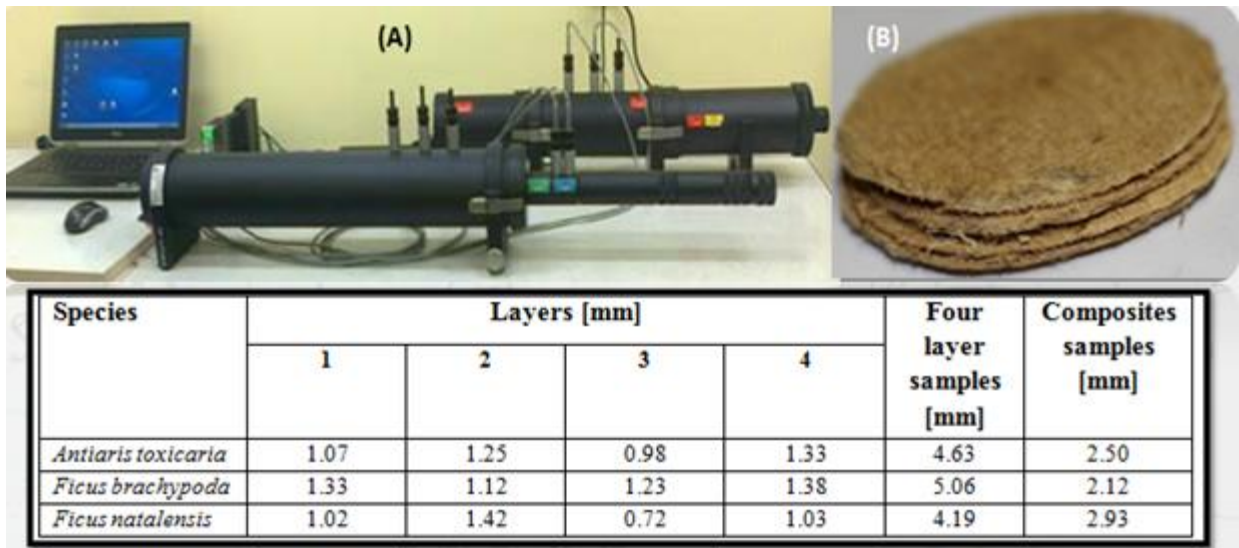 (A)
(B)
Species
Layers [mm]
Four layer samples [mm]
Composites samples [mm]
1 2 3 4
Antiaris toxicaria 1.07 1.25 0.98 1.33 4.63 2.50
Ficus brachypoda 1.33 1.12 1.23 1.38 5.06 2.12
Ficus natalensis 1.02 1.42 0.72 1.03 4.19 2.93